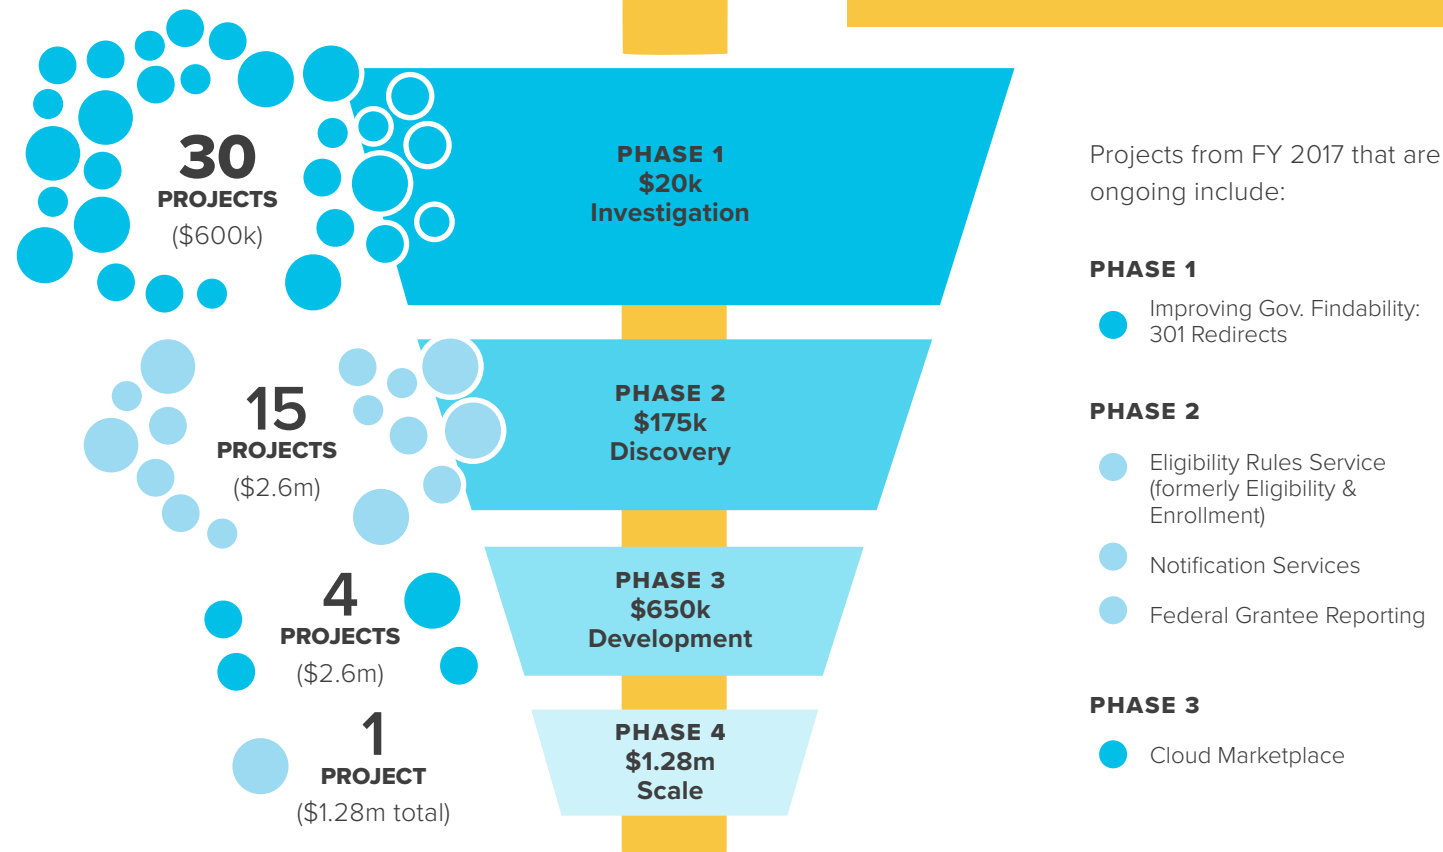 30
PROJECTS
($600k)
PHASE 1
$20k
Investigation
15
PROJECTS
($2.6m)
PHASE 2
$175k
Discovery
4
PROJECTS
($2.6m)
PHASE 3
$650k
Development
1
PROJECT
($1.28m total)
PHASE 4
$1.28m
Scale
Projects from FY 2017 that are
ongoing include:
PHASE 1
Improving Gov. Findability:
301 Redirects
PHASE 2
Eligibility Rules Service
(formerly Eligibility &
Enrollment)
Notification Services
Federal Grantee Reporting
PHASE 3
Cloud Marketplace